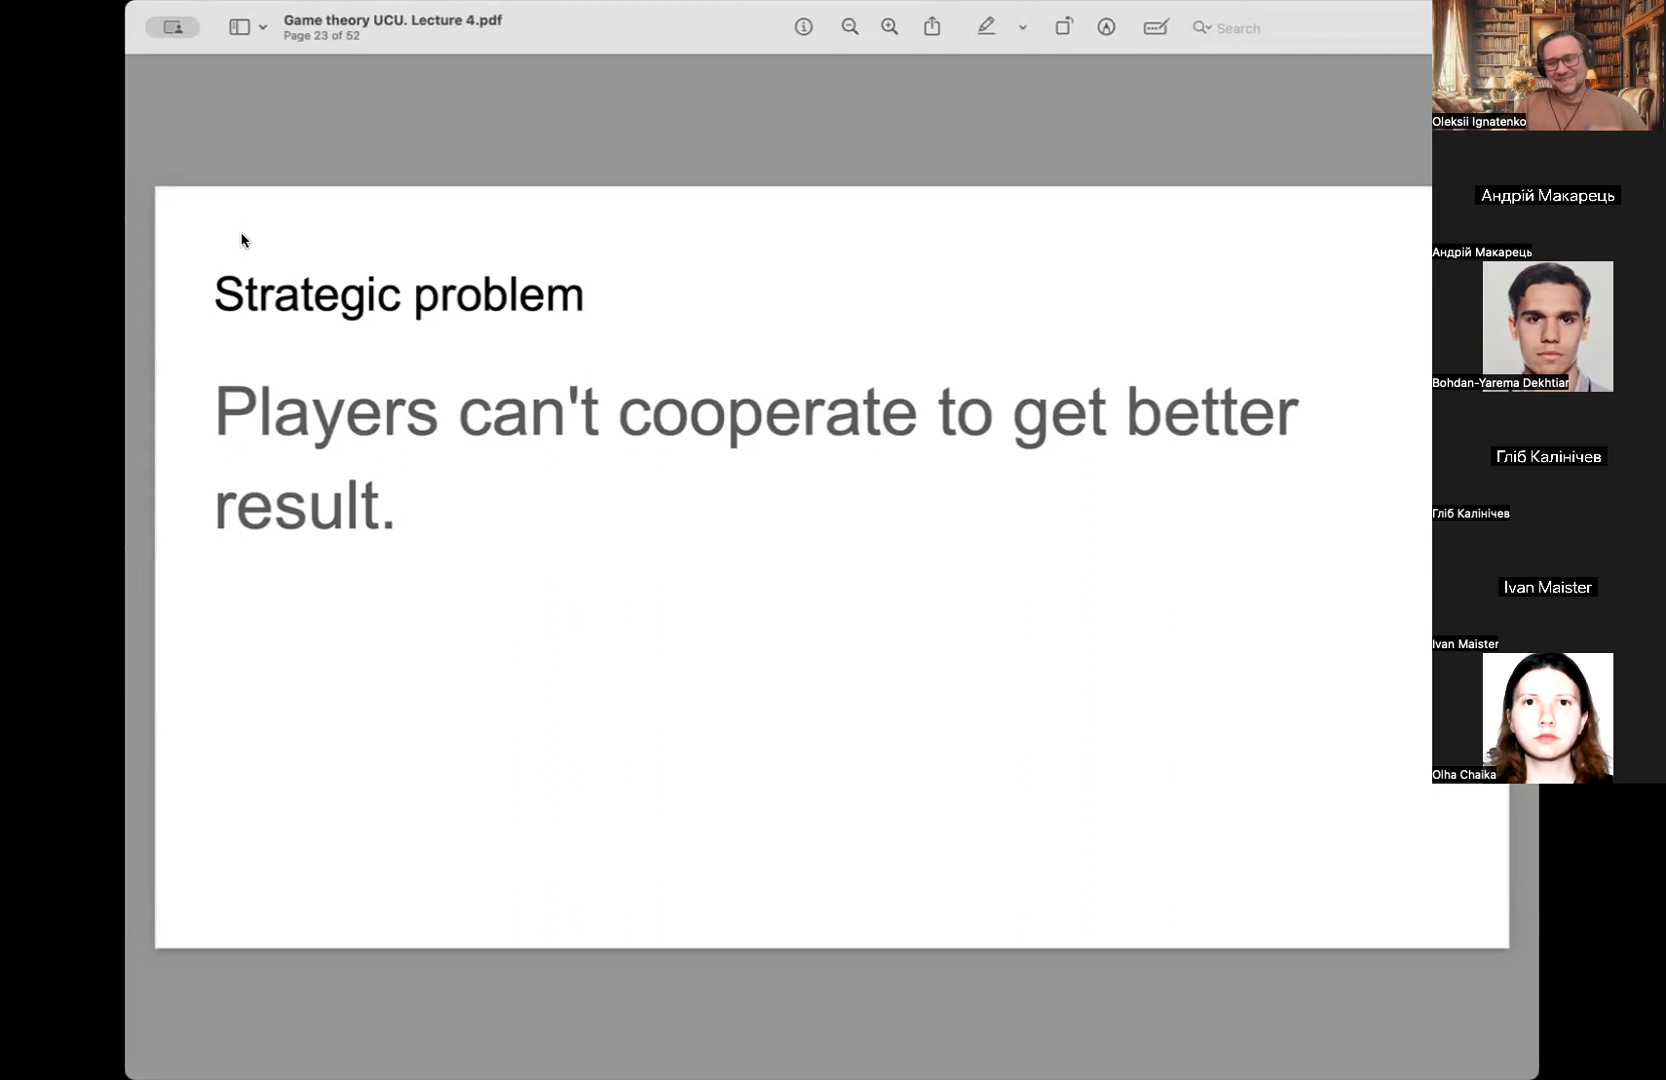 Game theory UCU. Lecture 4.pdf
Page 23 of 52
Search
Strategic problem
Players can't cooperate to get better
result.
Oleksii Ignatenko
Андрій Макарець
Андрій Макарець
Bohdan-Yarema Dekhtiar
Гліб Калінічев
Гліб Калінічев
Ivan Maister
Ivan Maister
Olha Chaika